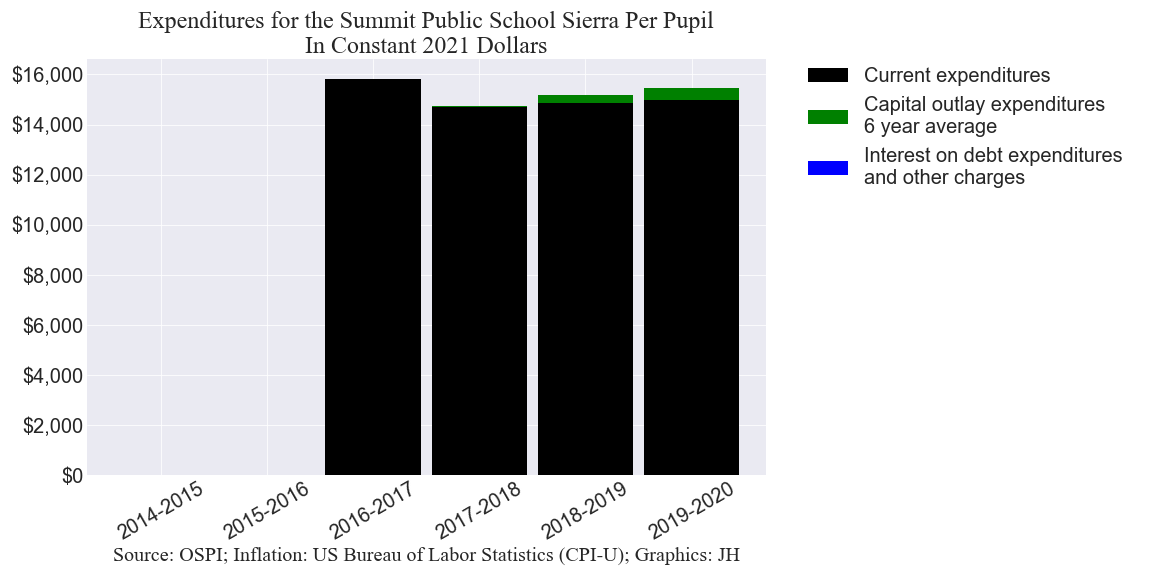 Expenditures for the Summit Public School Sierra Per Pupil
In Constant 2021 Dollars
$16,000
$14,000
$12,000
$10,000
$8,000
$6,000
$4,000
$2,000
$0
2014-2015
2015-2016
2016-2017
2017-2018
2018-2019
2019-2020
Current expenditures
Capital outlay expenditures
6 year average
Interest on debt expenditures
and other charges
Source: OSPI; Inflation: US Bureau of Labor Statistics (CPI-U); Graphics: JH